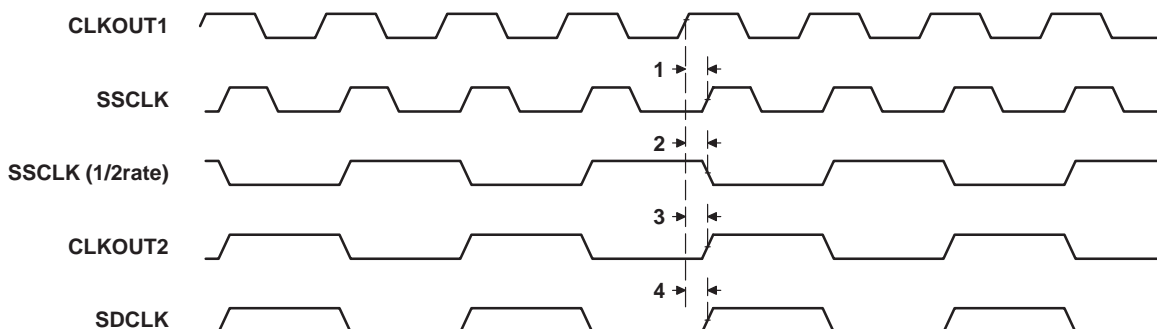 CLKOUT1
1
SSCLK
2
SSCLK (1/2rate)
3
CLKOUT2
4
SDCLK